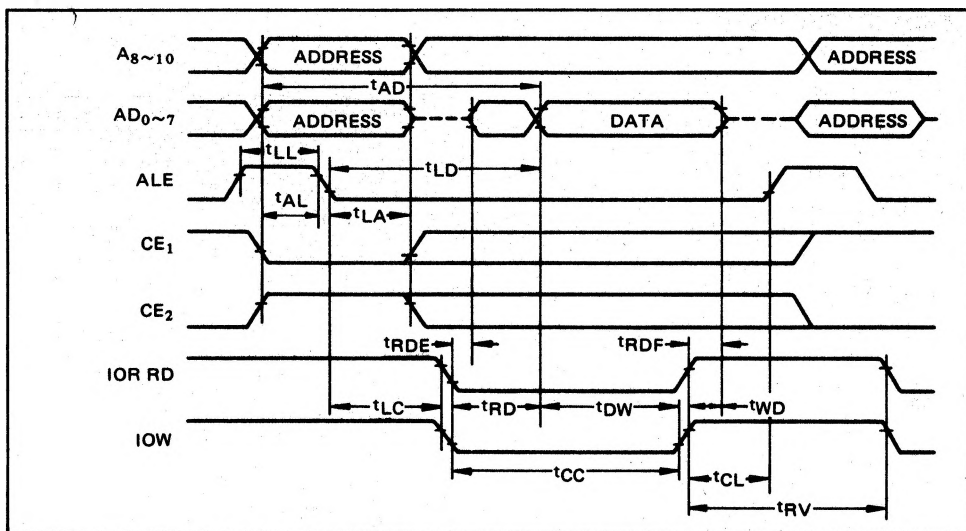 A8~10 ADDRESS ADDRESS
tAD
AD0~7 ADDRESS DATA ADDRESS
tLL tLD
ALE
tAL tLA
CE1
CE2
tRDE tRDF
IOR RD
tLC tRD tDW tWD
IOW
tCC tCL
tRV